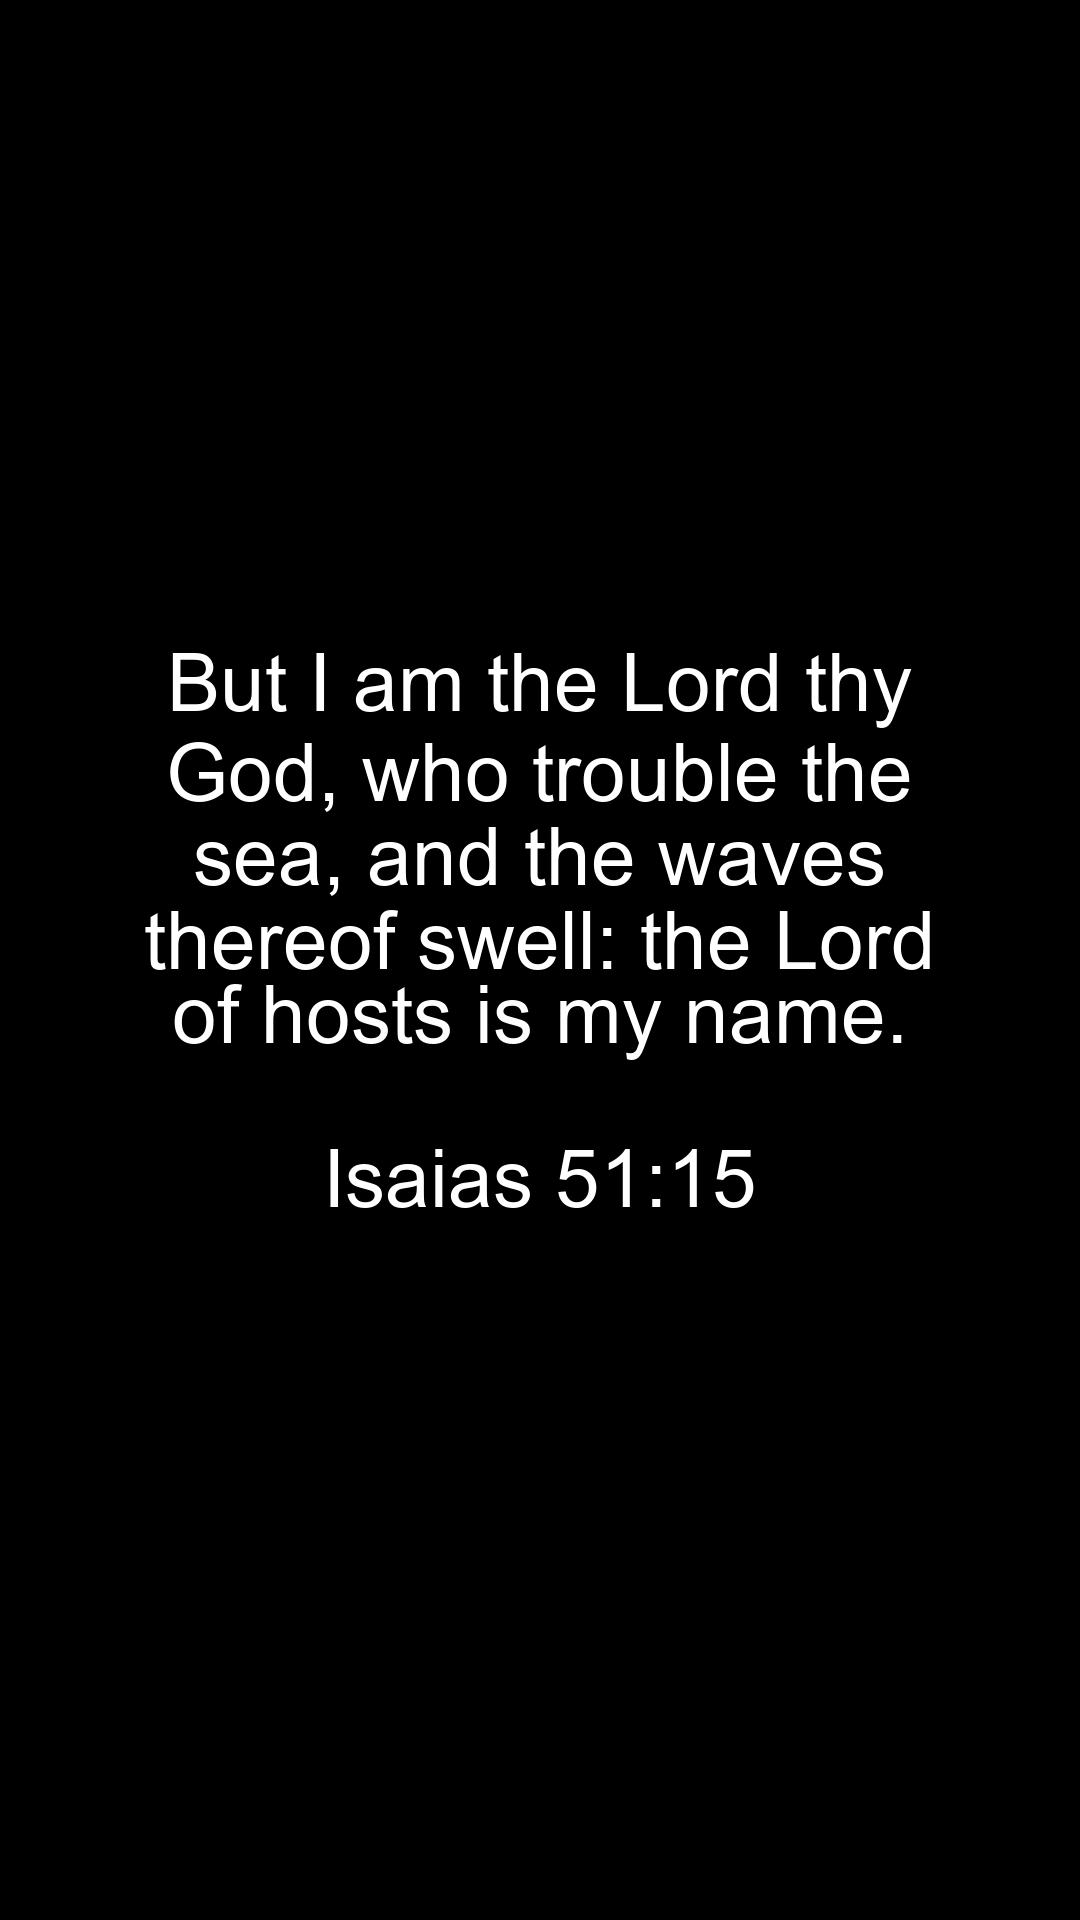 But I am the Lord thy
God, who trouble the
sea, and the waves
thereof swell: the Lord
of hosts is my name.
Isaias 51:15